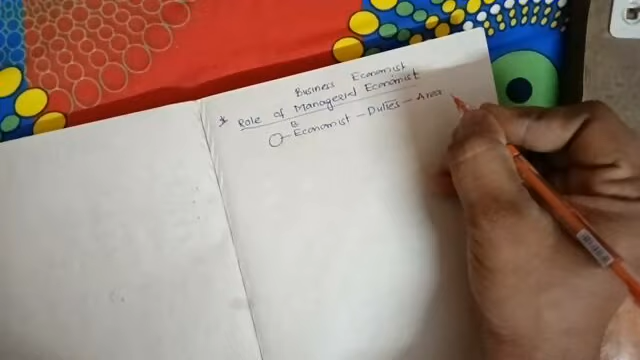 Business Economist
* Role of Managerial Economist
B
Economist - Duties - Area